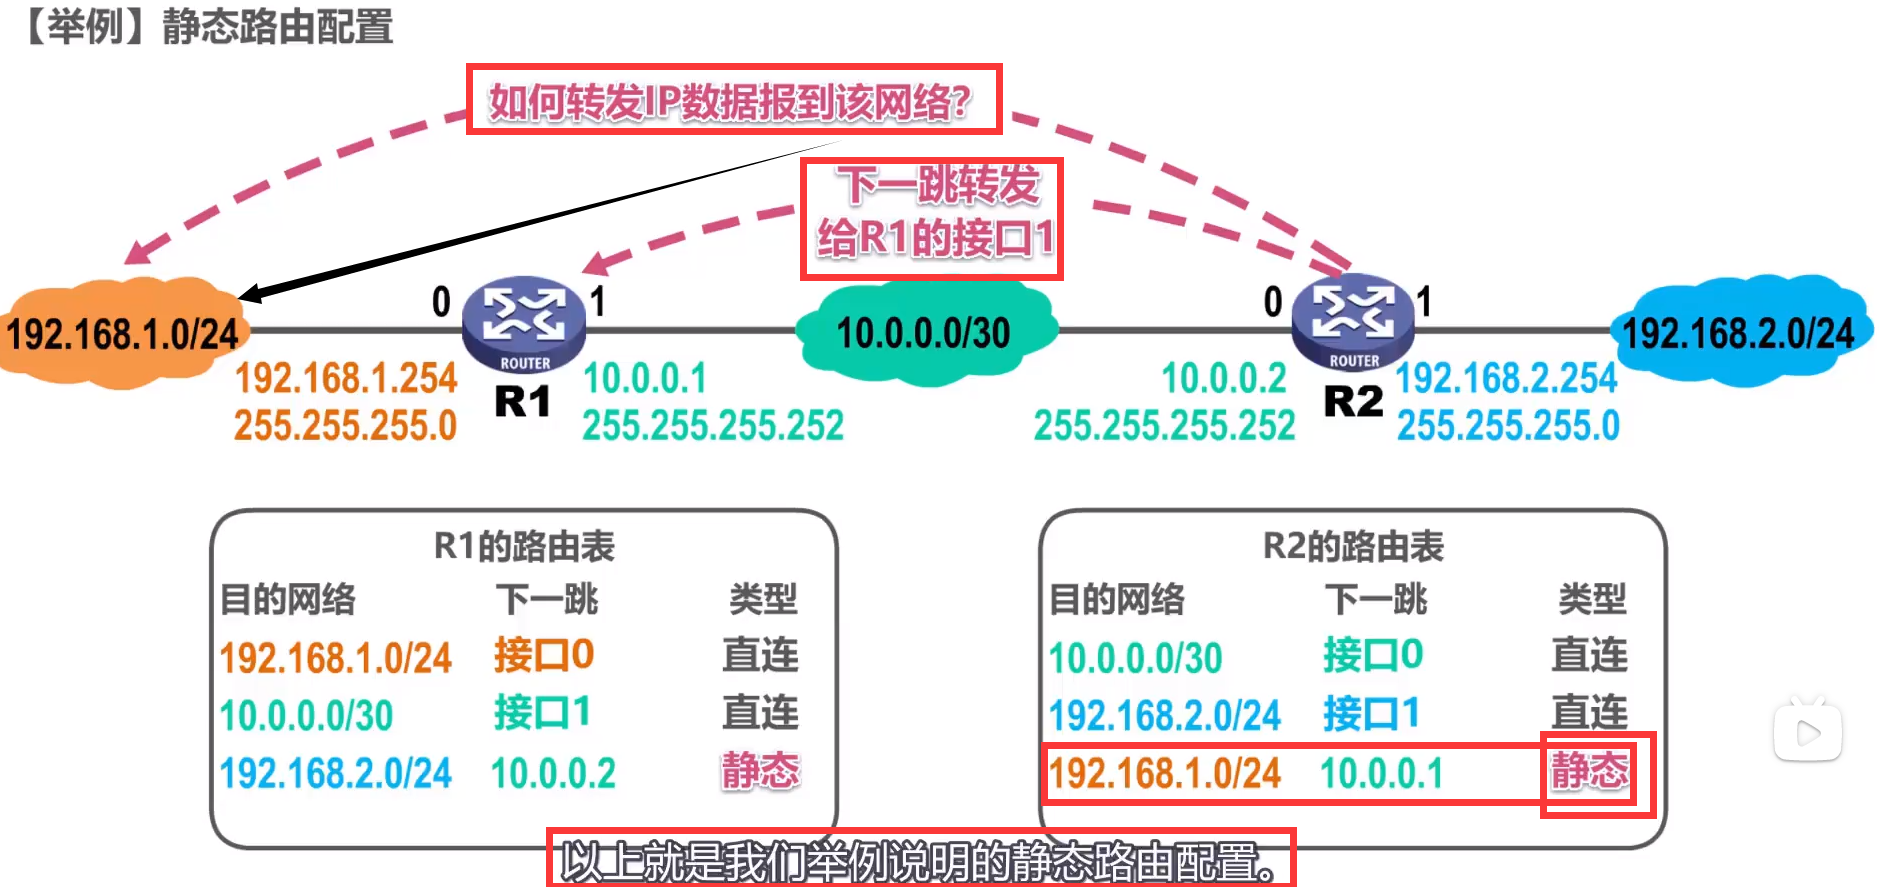 【举例】静态路由配置
如何转发IP数据报到该网络？
下一跳转发
给R1的接口1
0
1
0
1
192.168.1.0/24
ROUTER
10.0.0.0/30
ROUTER
192.168.2.0/24
192.168.1.254
255.255.255.0
R1
10.0.0.1
255.255.255.252
10.0.0.2
255.255.255.252
R2
192.168.2.254
255.255.255.0
R1的路由表
目的网络 下一跳 类型
192.168.1.0/24 接口0 直连
10.0.0.0/30 接口1 直连
192.168.2.0/24 10.0.0.2 静态
R2的路由表
目的网络 下一跳 类型
10.0.0.0/30 接口0 直连
192.168.2.0/24 接口1 直连
192.168.1.0/24 10.0.0.1 静态
以上就是我们举例说明的静态路由配置。